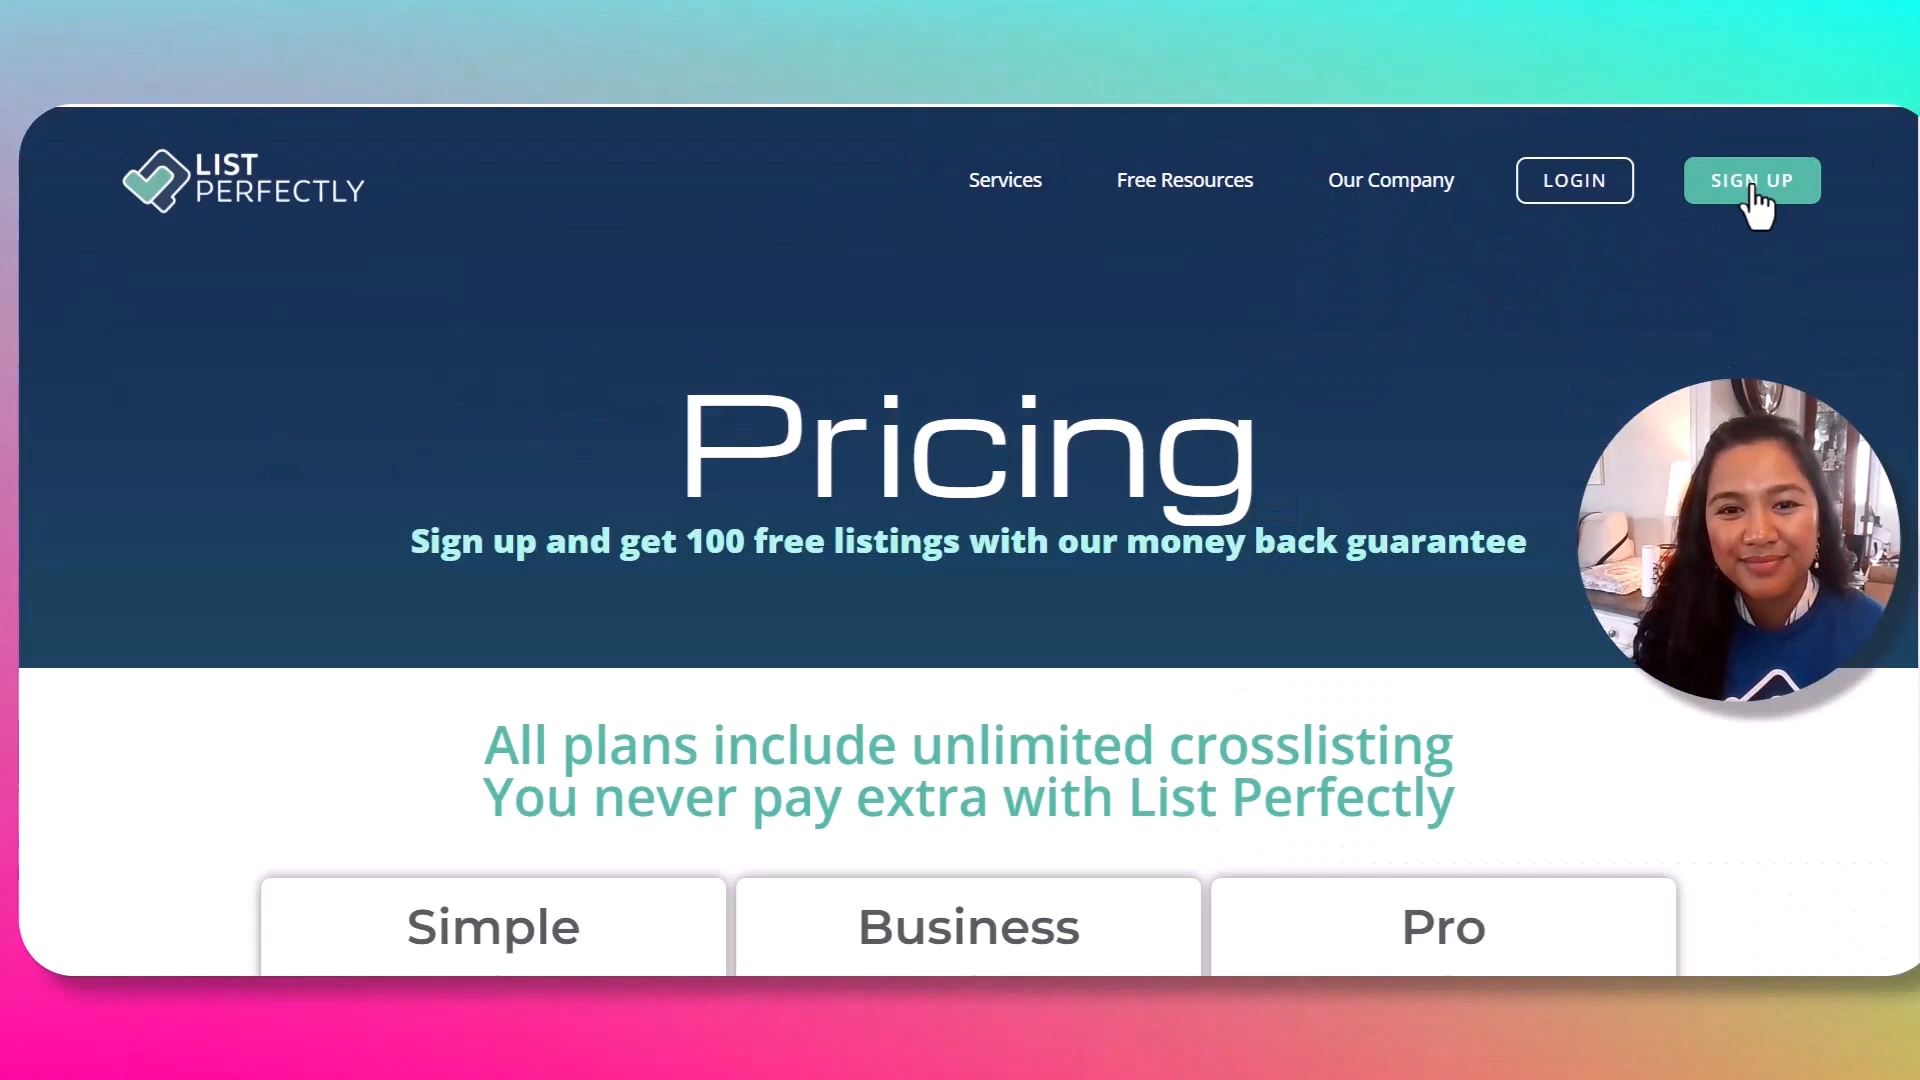 LIST
PERFECTLY
Services
Free Resources
Our Company
LOGIN
SIGN UP
Pricing
Sign up and get 100 free listings with our money back guarantee
All plans include unlimited crosslisting
You never pay extra with List Perfectly
Simple
Business
Pro